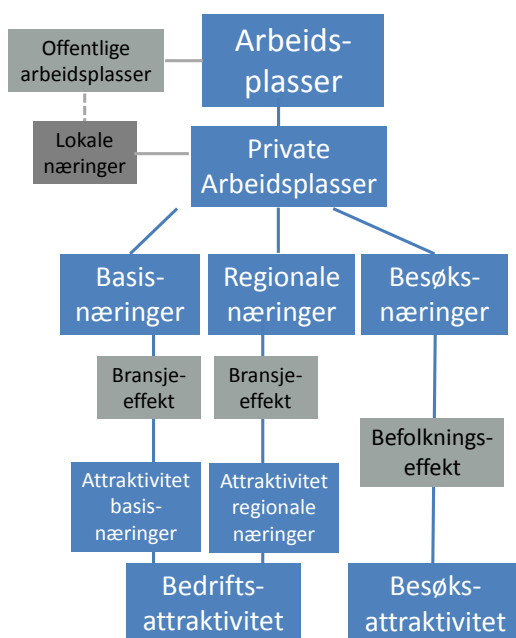 Offentlige
arbeidsplasser
Arbeids-
plasser
Lokale
næringer
Private
Arbeidsplasser
Basis-
næringer
Regionale
næringer
Besøks-
næringer
Bransje-
effekt
Bransje-
effekt
Befolknings-
effekt
Attraktivitet
basis-
næringer
Attraktivitet
regionale
næringer
Bedrifts-
attraktivitet
Besøks-
attraktivitet